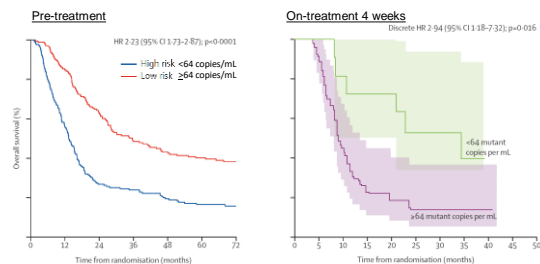 Pre-treatment
HR 2·23 (95% CI 1·73–2·87); p<0·0001
High risk <64 copies/mL
Low risk ≥64 copies/mL
Overall survival (%)
0 12 24 36 48 60 72
Time from randomisation (months)
On-treatment 4 weeks
Discrete HR 2·94 (95% CI 1·18–7·32); p=0·016
<64 mutant
copies per mL
≥64 mutant copies per mL
0 5 10 15 20 25 30 35 40 45 50
Time from randomisation (months)